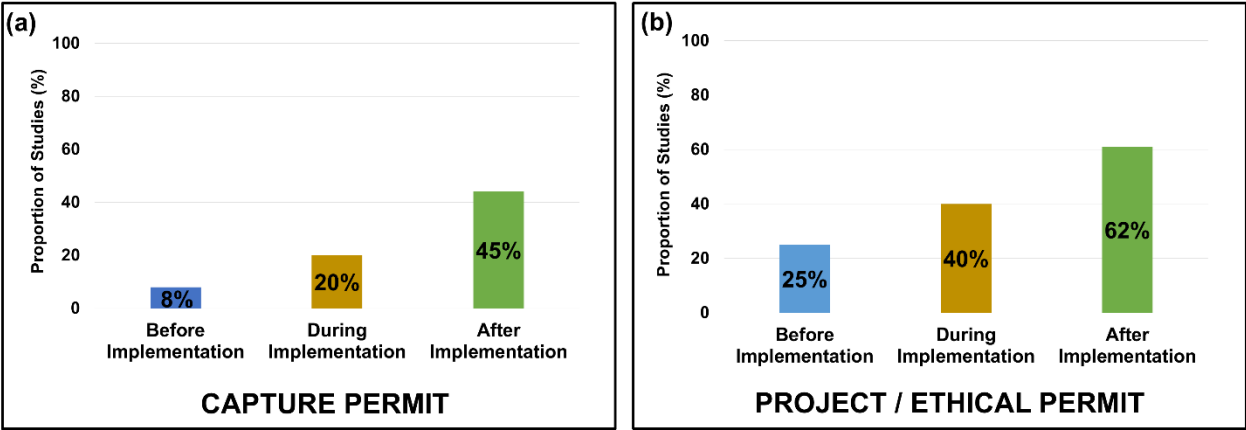 (a)
Proportion of Studies (%)
100
80
60
40
20
0
8%
20%
45%
Before
Implementation
During
Implementation
After
Implementation
CAPTURE PERMIT
(b)
Proportion of Studies (%)
100
80
60
40
20
0
25%
40%
62%
Before
Implementation
During
Implementation
After
Implementation
PROJECT / ETHICAL PERMIT